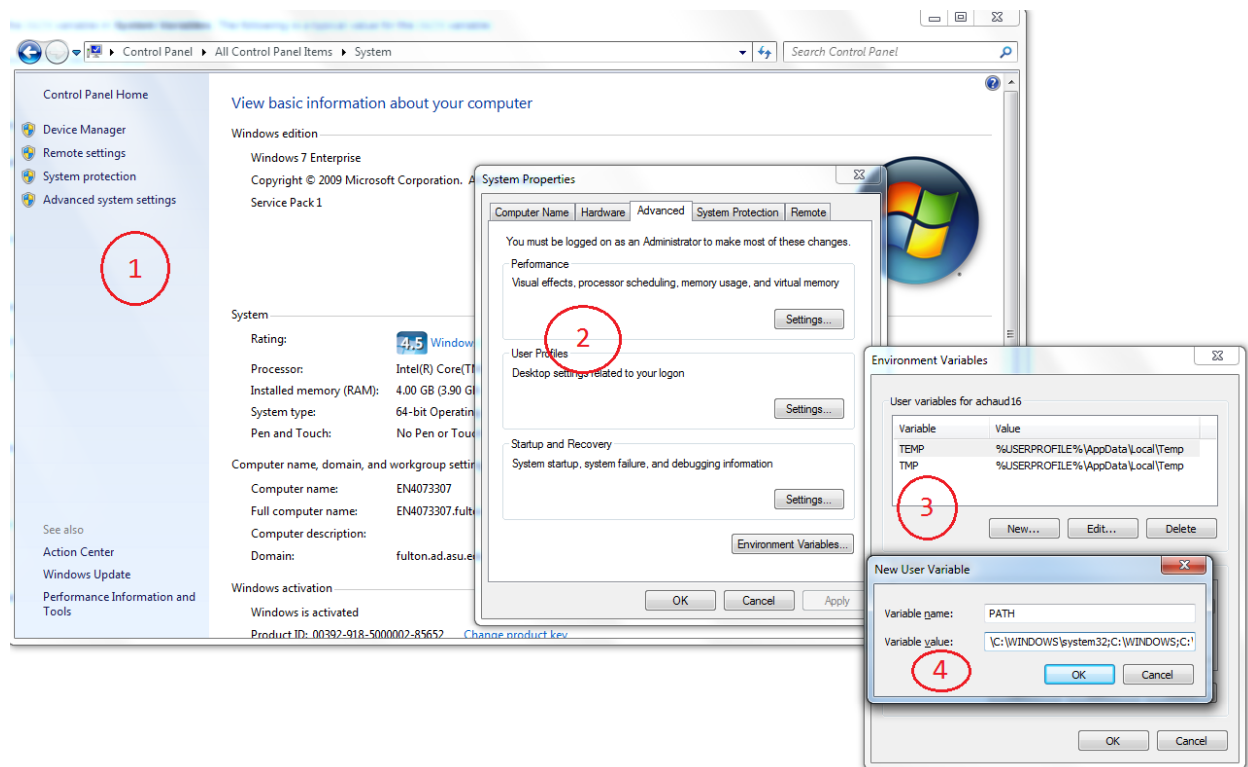 Control Panel ▸ All Control Panel Items ▸ System
Search Control Panel
Control Panel Home
Device Manager
Remote settings
System protection
Advanced system settings
1
See also
Action Center
Windows Update
Performance Information and
Tools
View basic information about your computer
Windows edition
Windows 7 Enterprise
Copyright © 2009 Microsoft Corporation.
Service Pack 1
System
Rating:
4,5 Window
Processor: Intel(R)
Installed memory (RAM): 4.00 GB (3.90
System type: 64-bit
Pen and Touch: No Pen or
Computer name, domain, and workgroup
Computer name: EN4073307
Full computer name:
Computer description:
Domain:
Windows activation
Windows is activated
Product ID: 00392-918-5000002-85652 Change product key
System Properties
Computer Name Hardware Advanced System Protection Remote
You must be logged on as an Administrator to make most of these changes.
Performance
Visual effects, processor scheduling, memory usage, and virtual memory
2
Settings...
User Profiles
Desktop settings related to your logon
Settings...
Startup and Recovery
System startup, system failure, and debugging information
Settings...
Environment Variables...
OK Cancel Apply
Environment Variables
User variables for achaud16
Variable Value
TEMP %USERPROFILE%\AppData\Local\Temp
TMP %USERPROFILE%\AppData\Local\Temp
3
New... Edit... Delete
New User Variable
Variable name: PATH
Variable value: \C:\WINDOWS\system32;C:\WINDOWS;C:\
4
OK Cancel
OK Cancel